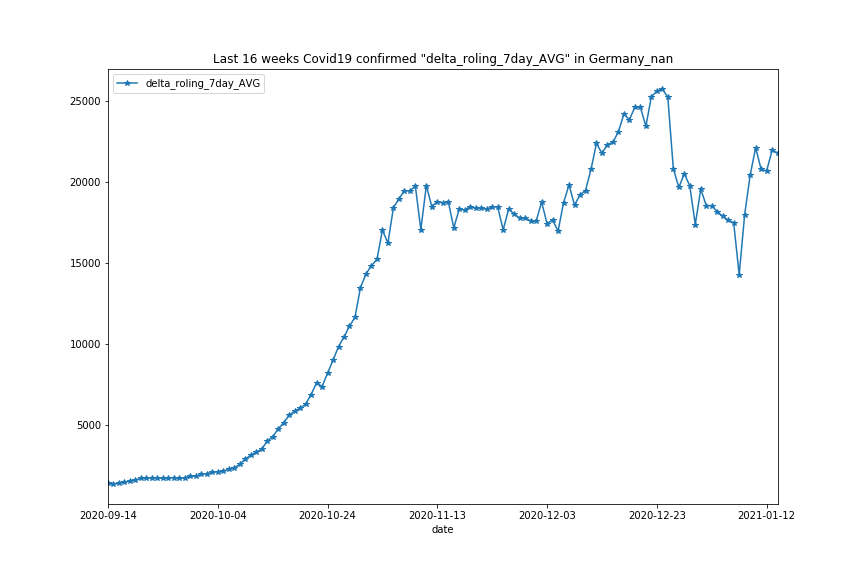 Last 16 weeks Covid19 confirmed "delta_roling_7day_AVG" in Germany_nan
delta_roling_7day_AVG
25000
20000
15000
10000
5000
2020-09-14 2020-10-04 2020-10-24 2020-11-13 2020-12-03 2020-12-23 2021-01-12
date